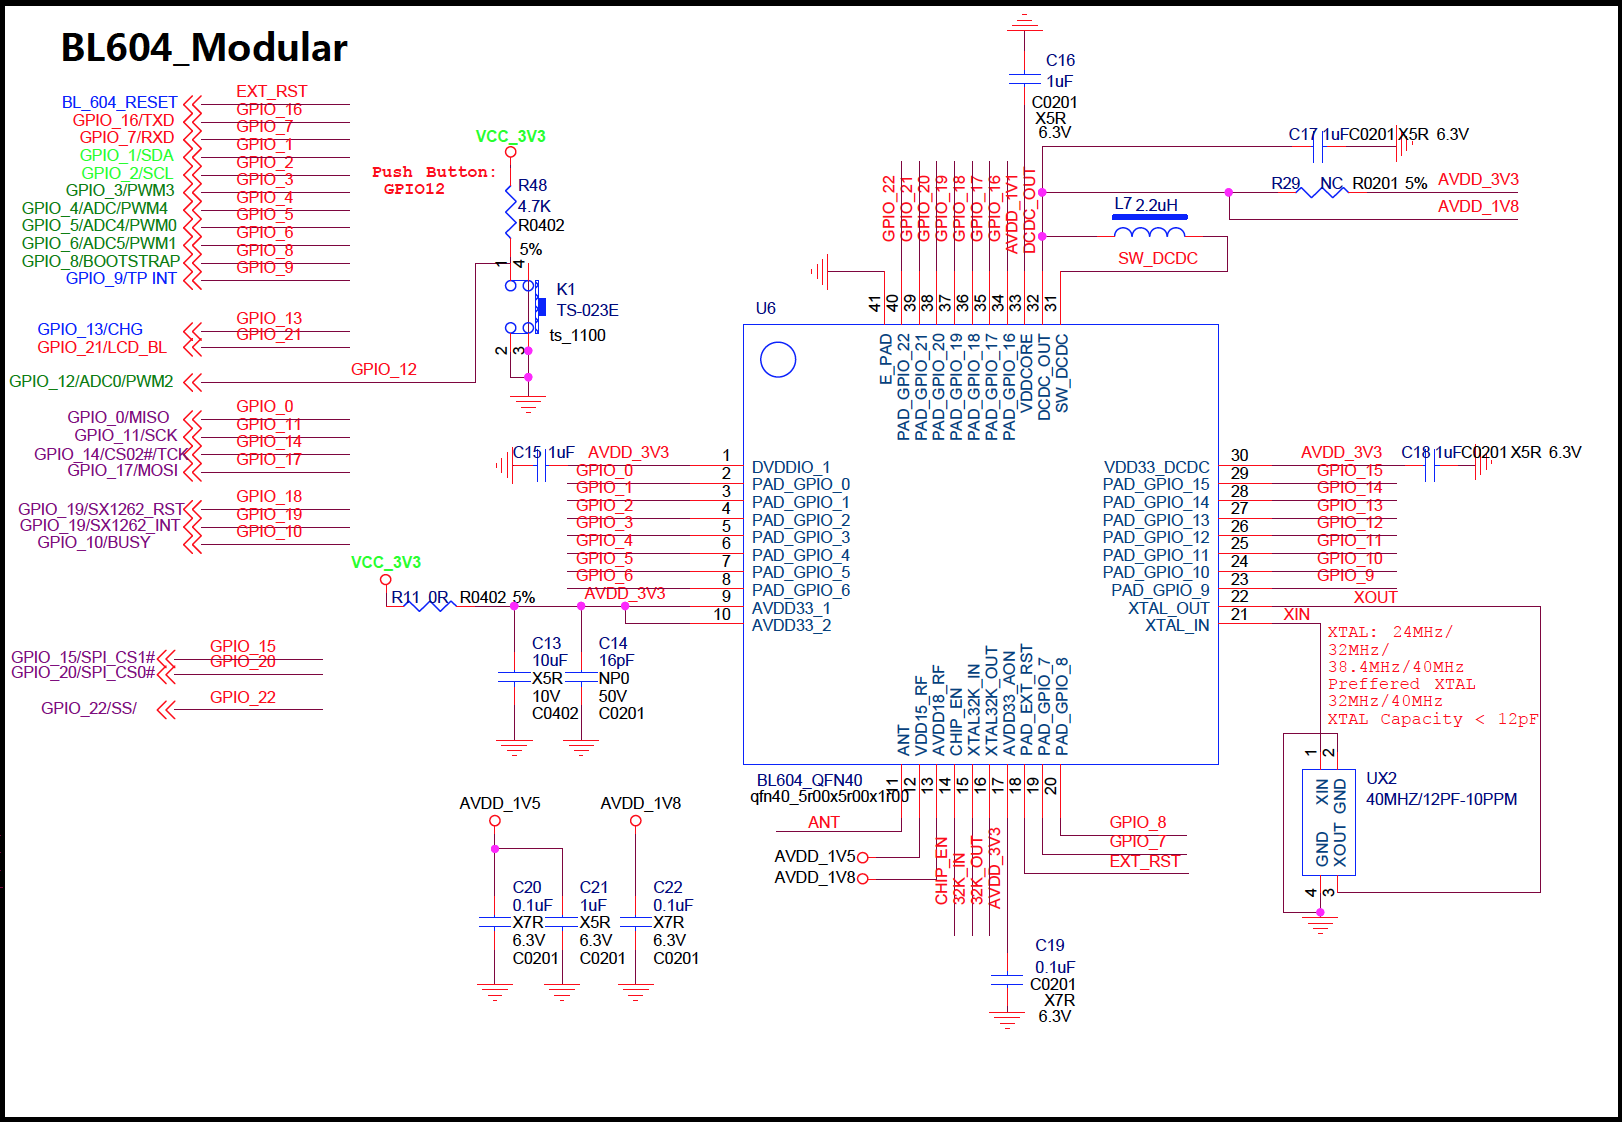 BL604_Modular
BL_604_RESET
EXT_RST
GPIO_16/TXD
GPIO_16
GPIO_7/RXD
GPIO_7
GPIO_1/SDA
GPIO_1
GPIO_2/SCL
GPIO_2
GPIO_3/PWM3
GPIO_3
GPIO_4/ADC/PWM4
GPIO_4
GPIO_5/ADC4/PWM0
GPIO_5
GPIO_6/ADC5/PWM1
GPIO_6
GPIO_8/BOOTSTRAP
GPIO_8
GPIO_9/TP INT
GPIO_9
GPIO_13/CHG
GPIO_13
GPIO_21/LCD_BL
GPIO_21
GPIO_12/ADC0/PWM2
GPIO_12
GPIO_0/MISO
GPIO_0
GPIO_11/SCK
GPIO_11
GPIO_14/CS02#/TCK
GPIO_14
GPIO_17/MOSI
GPIO_17
GPIO_19/SX1262_RST
GPIO_18
GPIO_19/SX1262_INT
GPIO_19
GPIO_10/BUSY
GPIO_10
GPIO_15/SPI_CS1#
GPIO_15
GPIO_20/SPI_CS0#
GPIO_20
GPIO_22/SS/
GPIO_22
VCC_3V3
Push Button:
GPIO12
R48
4.7K
R0402
5%
1
4
K1
TS-023E
ts_1100
2
3
C16
1uF
C0201
X5R
6.3V
C17 1uF C0201 X5R 6.3V
R29 NC R0201 5%
AVDD_3V3
AVDD_1V8
L7 2.2uH
SW_DCDC
GPIO_22
GPIO_21
GPIO_20
GPIO_19
GPIO_18
GPIO_17
GPIO_16
AVDD_1V1
DCDC_OUT
41
40
39
38
37
36
35
34
33
32
31
U6
E_PAD
PAD_GPIO_22
PAD_GPIO_21
PAD_GPIO_20
PAD_GPIO_19
PAD_GPIO_18
PAD_GPIO_17
PAD_GPIO_16
VDDCORE
DCDC_OUT
SW_DCDC
C15 1uF
AVDD_3V3
GPIO_0
GPIO_1
GPIO_2
GPIO_3
GPIO_4
GPIO_5
GPIO_6
AVDD_3V3
1
2
3
4
5
6
7
8
9
10
DVDDIO_1
PAD_GPIO_0
PAD_GPIO_1
PAD_GPIO_2
PAD_GPIO_3
PAD_GPIO_4
PAD_GPIO_5
PAD_GPIO_6
AVDD33_1
AVDD33_2
VDD33_DCDC
PAD_GPIO_15
PAD_GPIO_14
PAD_GPIO_13
PAD_GPIO_12
PAD_GPIO_11
PAD_GPIO_10
PAD_GPIO_9
XTAL_OUT
XTAL_IN
30
29
28
27
26
25
24
23
22
21
AVDD_3V3
GPIO_15
GPIO_14
GPIO_13
GPIO_12
GPIO_11
GPIO_10
GPIO_9
XOUT
XIN
C18 1uF C0201 X5R 6.3V
VCC_3V3
R11 0R R0402 5%
C13
10uF
X5R
10V
C0402
C14
16pF
NP0
50V
C0201
ANT
VDD15_RF
AVDD18_RF
CHIP_EN
XTAL32K_IN
XTAL32K_OUT
AVDD33_AON
PAD_EXT_RST
PAD_GPIO_7
PAD_GPIO_8
BL604_QFN40
qfn40_5r00x5r00x1r00
11
12
13
14
15
16
17
18
19
20
ANT
AVDD_1V5
AVDD_1V8
CHIP_EN
32K_IN
32K_OUT
AVDD_3V3
GPIO_8
GPIO_7
EXT_RST
C19
0.1uF
C0201
X7R
6.3V
XTAL: 24MHz/
32MHz/
38.4MHz/40MHz
Preffered XTAL
32MHz/40MHz
XTAL Capacity < 12pF
1
2
XIN
GND
GND
XOUT
4
3
UX2
40MHZ/12PF-10PPM
AVDD_1V5
AVDD_1V8
C20
0.1uF
X7R
6.3V
C0201
C21
1uF
X5R
6.3V
C0201
C22
0.1uF
X7R
6.3V
C0201